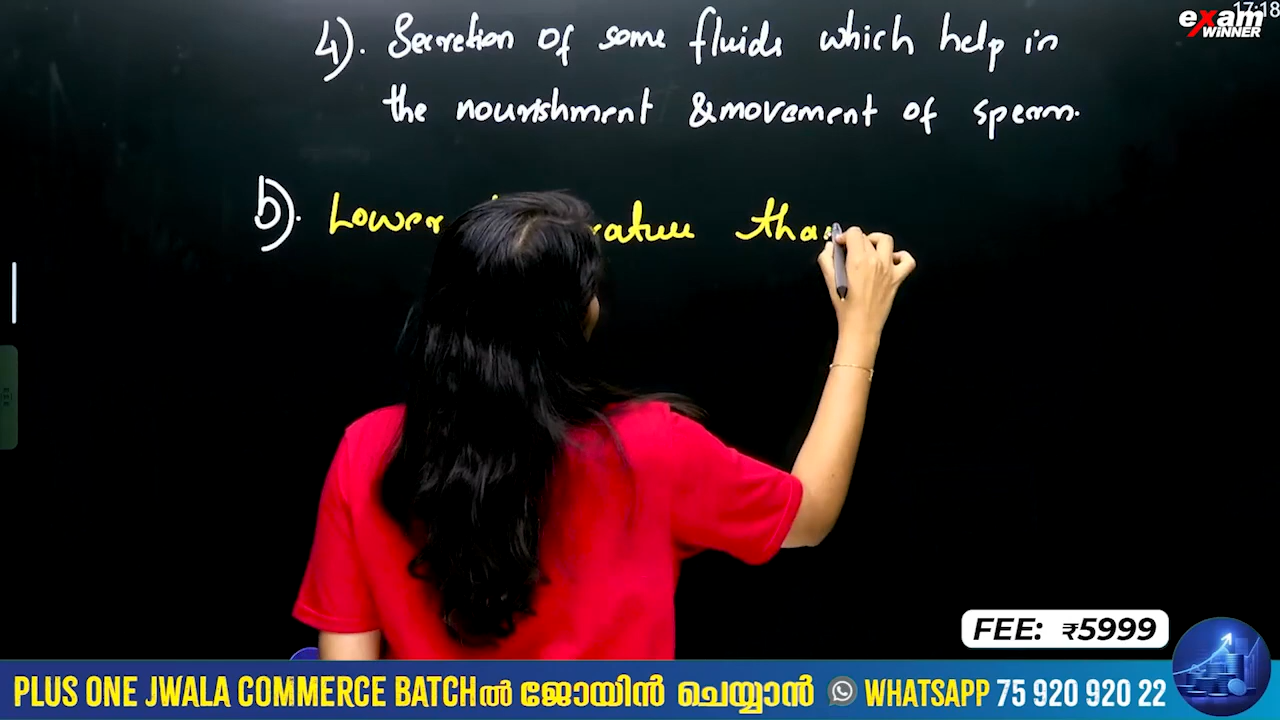 17:18
exam
WINNER
4). Secretion of some fluids which help in
the nourishment & movement of sperm.
b). Lower than
FEE: ₹5999
PLUS ONE JWALA COMMERCE BATCHൽ ജോയിൻ ചെയ്യാൻ WHATSAPP 75 920 920 22